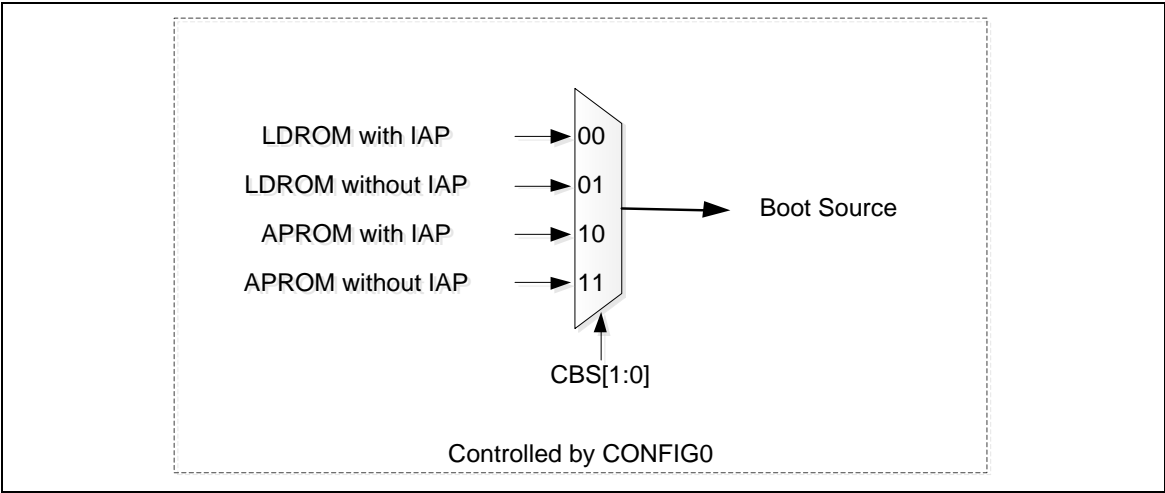 LDROM with IAP
00
LDROM without IAP
01
APROM with IAP
10
APROM without IAP
11
Boot Source
CBS[1:0]
Controlled by CONFIG0